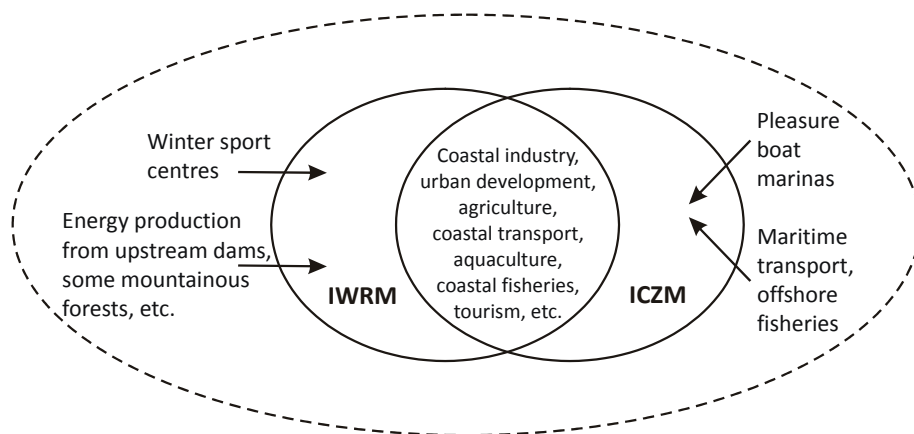 Winter sport
centres
Energy production
from upstream dams,
some mountainous
forests, etc.
IWRM
Coastal industry,
urban development,
agriculture,
coastal transport,
aquaculture,
coastal fisheries,
tourism, etc.
ICZM
Pleasure
boat
marinas
Maritime
transport,
offshore
fisheries